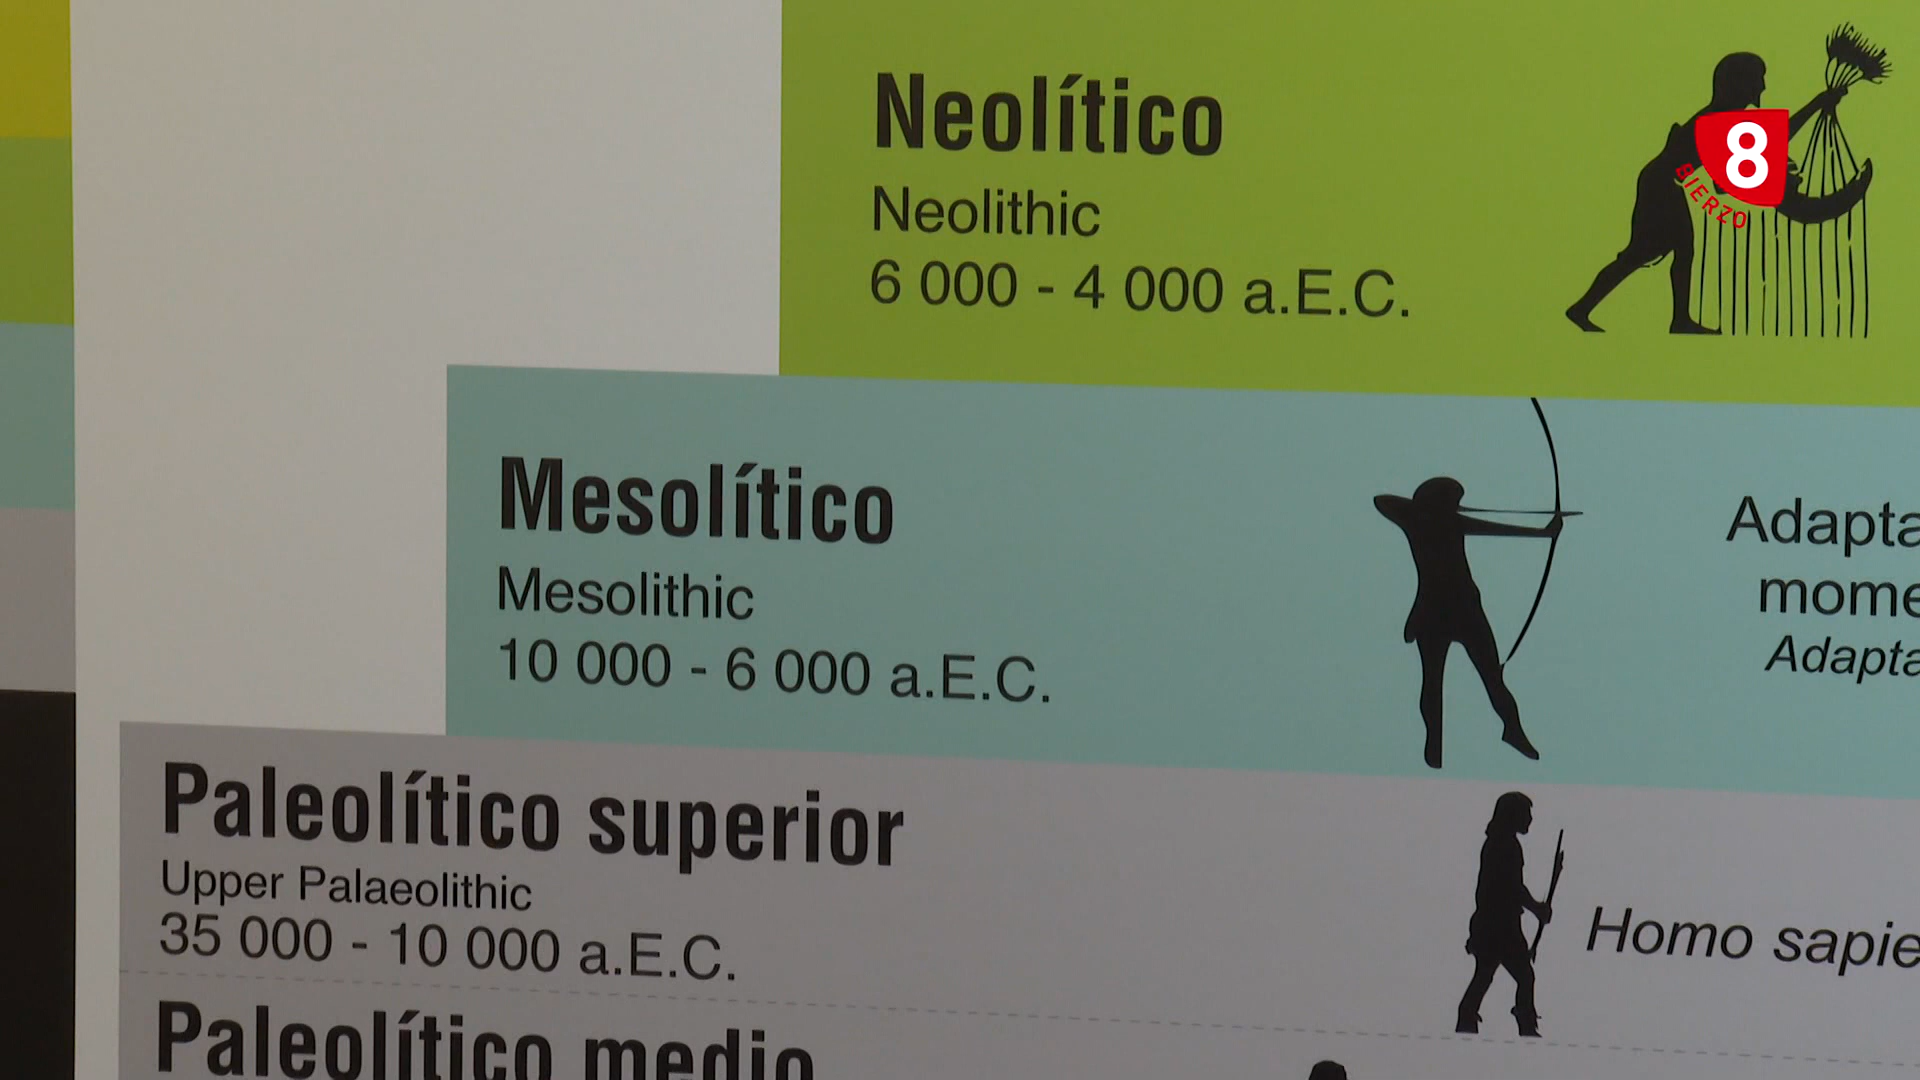 Neolítico
Neolithic
6 000 - 4 000 a.E.C.
8
BIERZO
Mesolítico
Mesolithic
10 000 - 6 000 a.E.C.
Adapta
mome
Adapta
Paleolítico superior
Upper Palaeolithic
35 000 - 10 000 a.E.C.
Homo sapie
Paleolítico medio